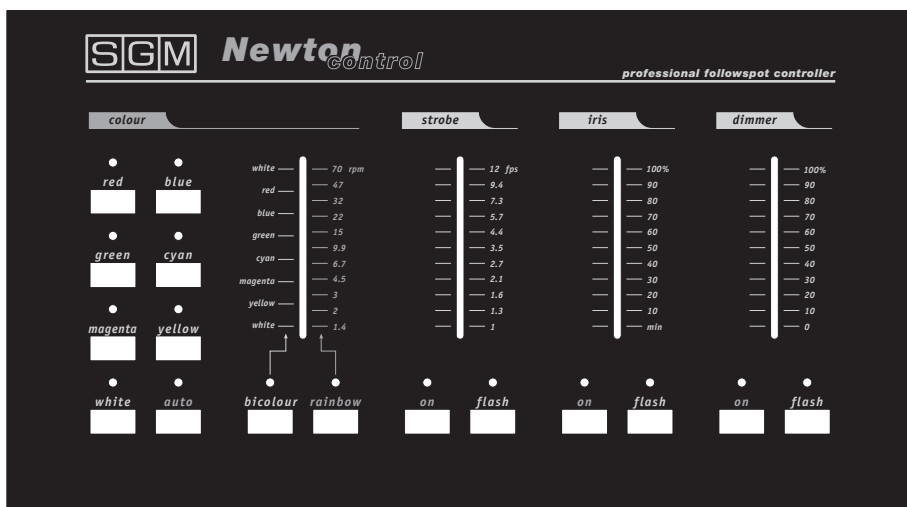 SGM Newton control
professional followspot controller
colour
strobe
iris
dimmer
red blue
green cyan
magenta yellow
white auto
white
red
blue
green
cyan
magenta
yellow
white
70 rpm
47
32
22
15
9.9
6.7
4.5
3
2
1.4
bicolour rainbow
12 fps
9.4
7.3
5.7
4.4
3.5
2.7
2.1
1.6
1.3
1
on flash
100%
90
80
70
60
50
40
30
20
10
min
on flash
100%
90
80
70
60
50
40
30
20
10
0
on flash